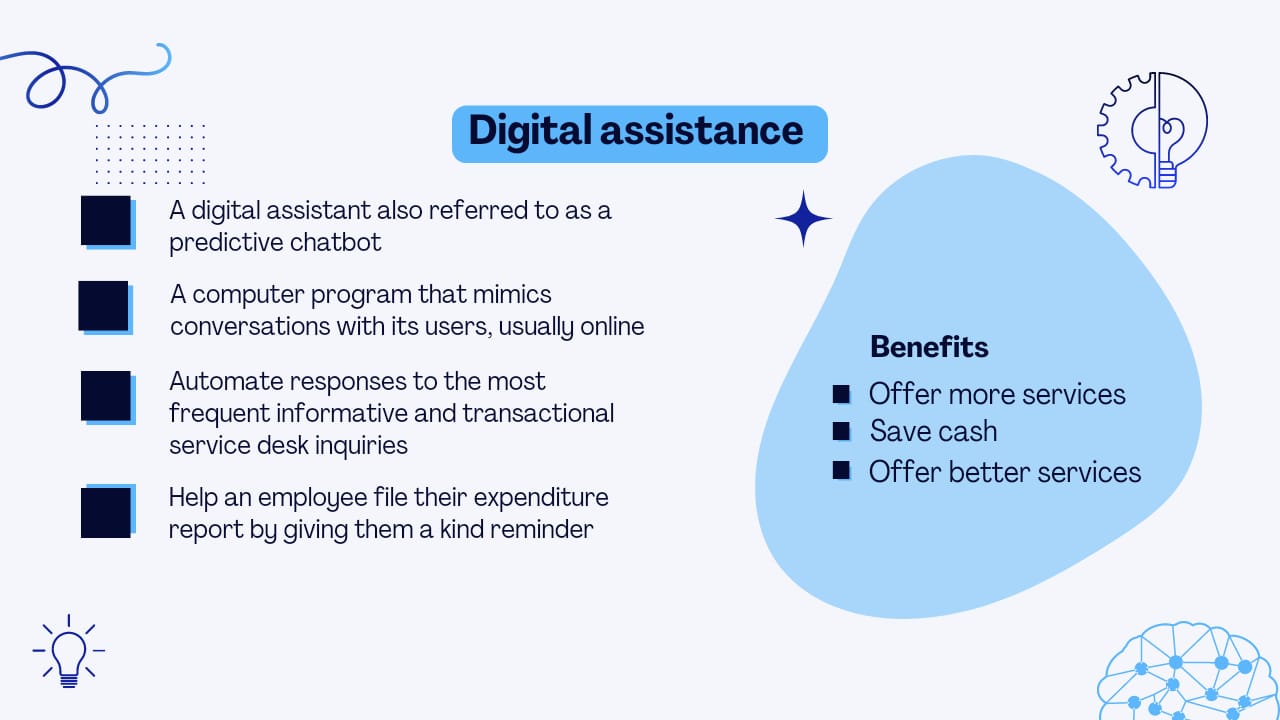 Digital assistance
A digital assistant also referred to as a
predictive chatbot
A computer program that mimics
conversations with its users, usually online
Automate responses to the most
frequent informative and transactional
service desk inquiries
Help an employee file their expenditure
report by giving them a kind reminder
Benefits
Offer more services
Save cash
Offer better services